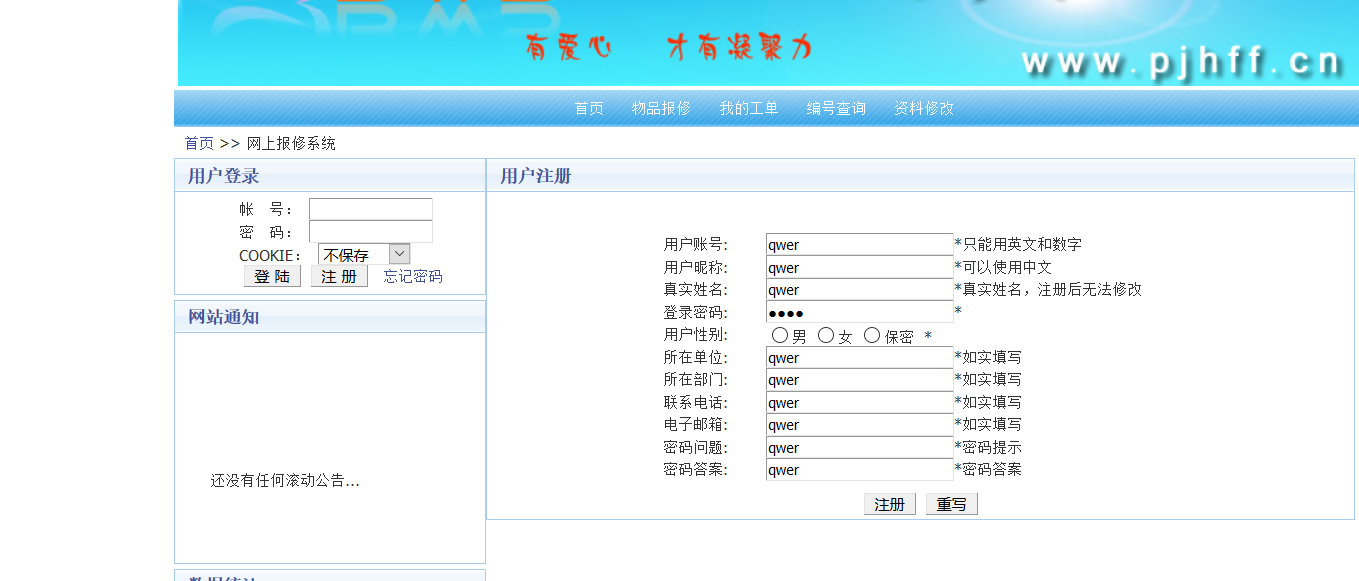 有爱心 才有凝聚力
www.pjhff.cn
首页 物品报修 我的工单 编号查询 资料修改
首页 >> 网上报修系统
用户登录
帐 号：
密 码：
COOKIE： 不保存
登 陆 注 册 忘记密码
网站通知
还没有任何滚动公告...
用户注册
用户账号: qwer *只能用英文和数字
用户昵称: qwer *可以使用中文
真实姓名: qwer *真实姓名，注册后无法修改
登录密码: ●●●● *
用户性别: 男 女 保密 *
所在单位: qwer *如实填写
所在部门: qwer *如实填写
联系电话: qwer *如实填写
电子邮箱: qwer *如实填写
密码问题: qwer *密码提示
密码答案: qwer *密码答案
注册 重写